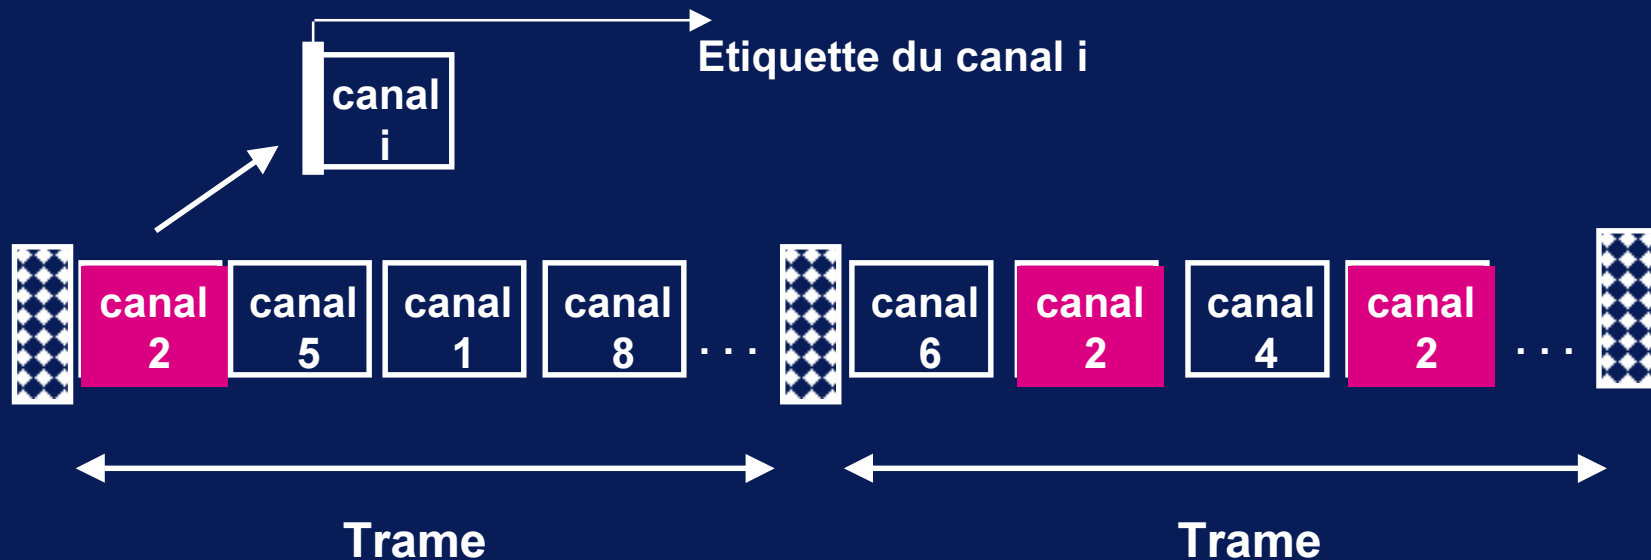 Etiquette du canal i
canal
i
canal
2
canal
5
canal
1
canal
8
. . .
canal
6
canal
2
canal
4
canal
2
. . .
Trame
Trame